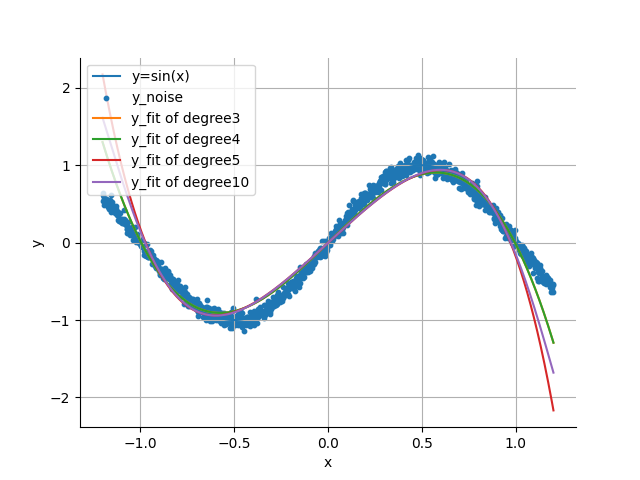 y=sin(x)
y_noise
y_fit of degree3
y_fit of degree4
y_fit of degree5
y_fit of degree10
2
1
0
−1
−2
y
−1.0 −0.5 0.0 0.5 1.0
x